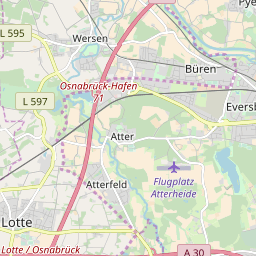 Pye
L 595
Wersen
Büren
Osnabrück-Hafen
71
L 597
Eversb
Atter
Flugplatz
Atterheide
Atterfeld
Lotte
Lotte / Osnabrück
A 30